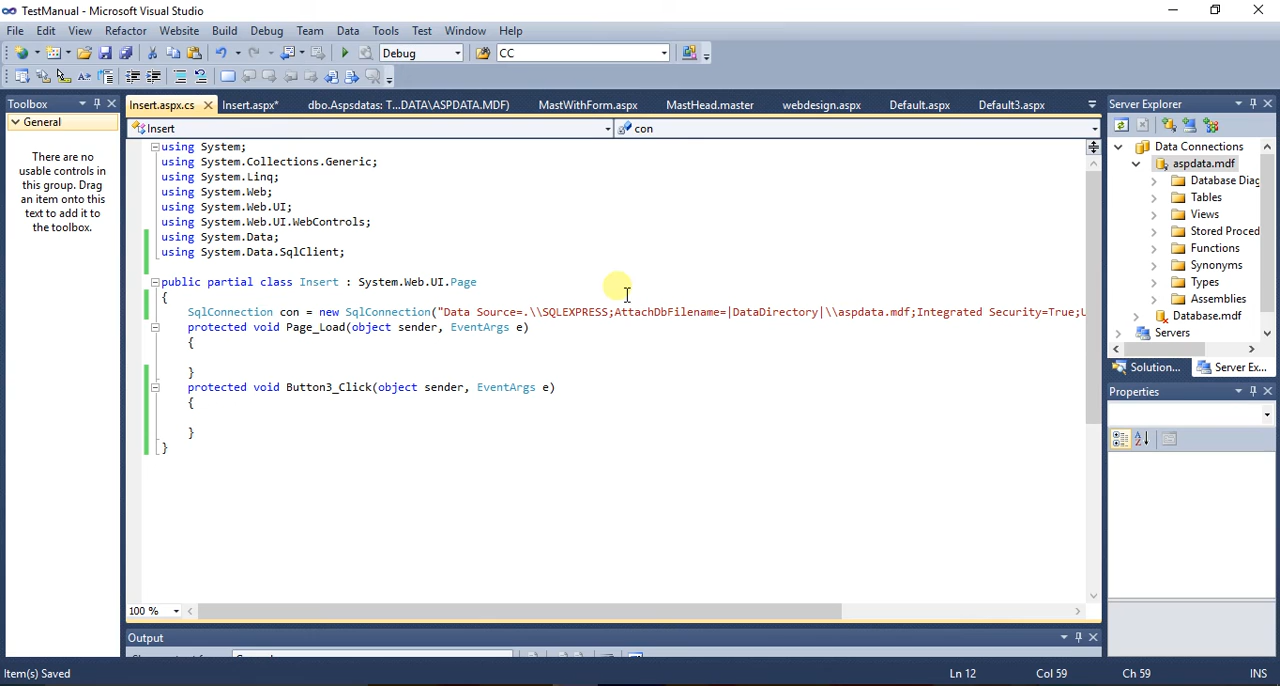 TestManual - Microsoft Visual Studio
File Edit View Refactor Website Build Debug Team Data Tools Test Window Help
Debug CC
Toolbox
General
There are no
usable controls in
this group. Drag
an item onto this
text to add it to
the toolbox.
Insert.aspx.cs Insert.aspx* dbo.Aspsdatas: T...DATA\ASPDATA.MDF) MastWithForm.aspx MastHead.master webdesign.aspx Default.aspx Default3.aspx
Insert con
using System;
using System.Collections.Generic;
using System.Linq;
using System.Web;
using System.Web.UI;
using System.Web.UI.WebControls;
using System.Data;
using System.Data.SqlClient;
public partial class Insert : System.Web.UI.Page
{
SqlConnection con = new SqlConnection("Data Source=.\\SQLEXPRESS;AttachDbFilename=|DataDirectory|\\aspdata.mdf;Integrated Security=True;U
protected void Page_Load(object sender, EventArgs e)
{
}
protected void Button3_Click(object sender, EventArgs e)
{
}
}
100 %
Output
Server Explorer
Data Connections
aspdata.mdf
Database Diag
Tables
Views
Stored Proced
Functions
Synonyms
Types
Assemblies
Database.mdf
Servers
Solution... Server Ex...
Properties
Item(s) Saved Ln 12 Col 59 Ch 59 INS